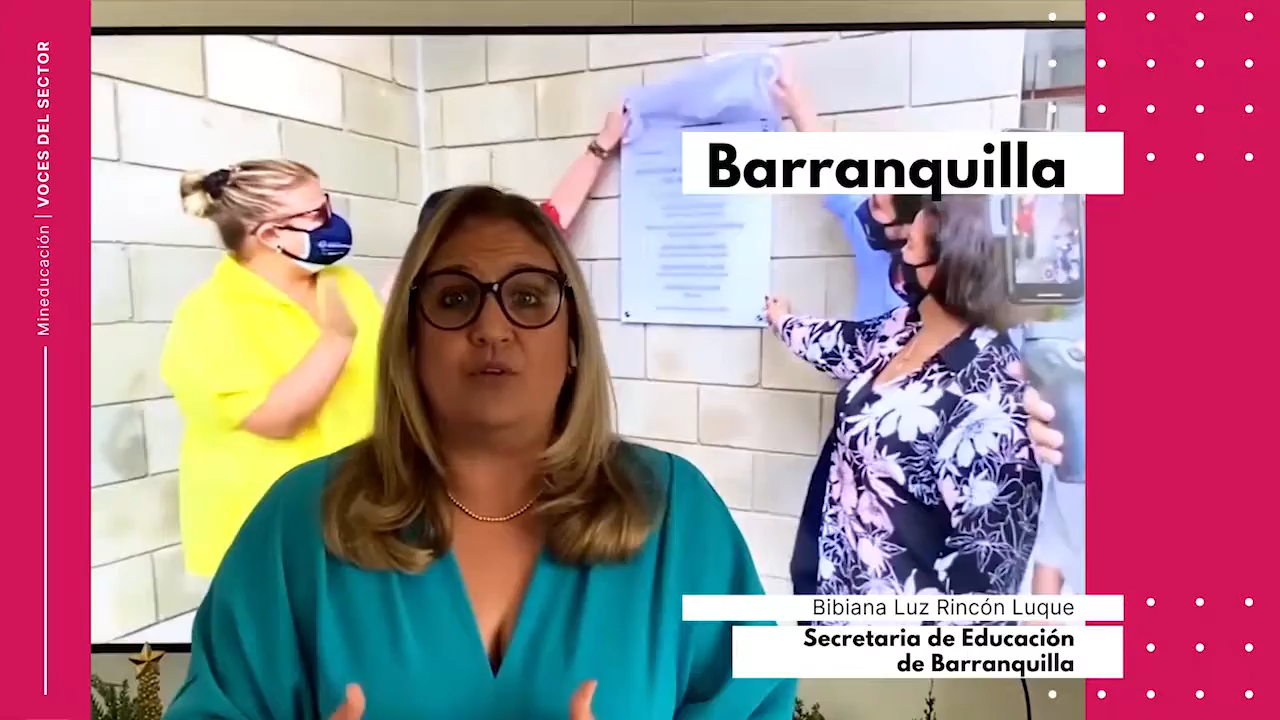 Mineducación | VOCES DEL SECTOR
Barranquilla
Bibiana Luz Rincón Luque
Secretaria de Educación
de Barranquilla